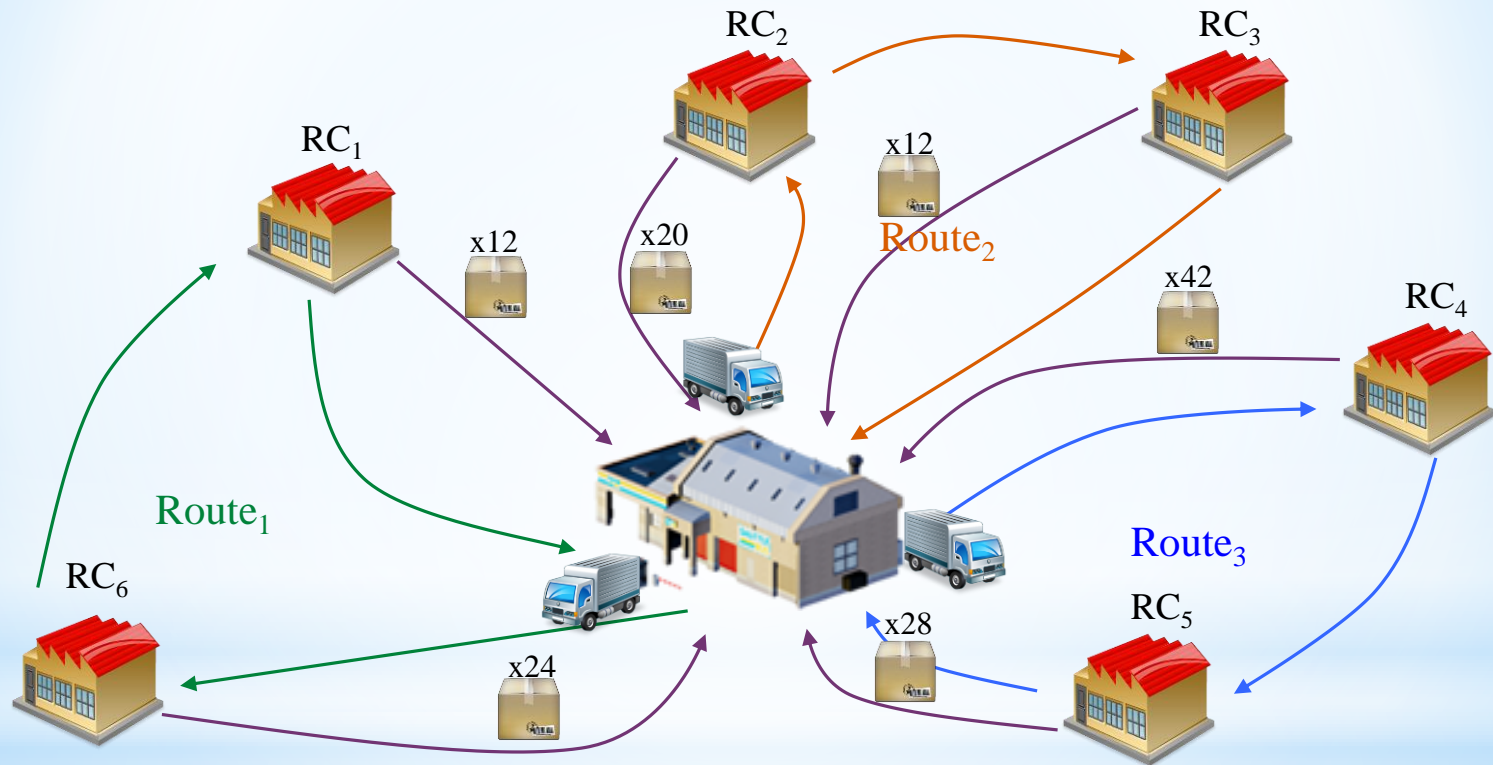 RC₂
RC₃
RC₁
x12
x12
x20
Route₂
x42
RC₄
Route₁
Route₃
RC₆
RC₅
x28
x24